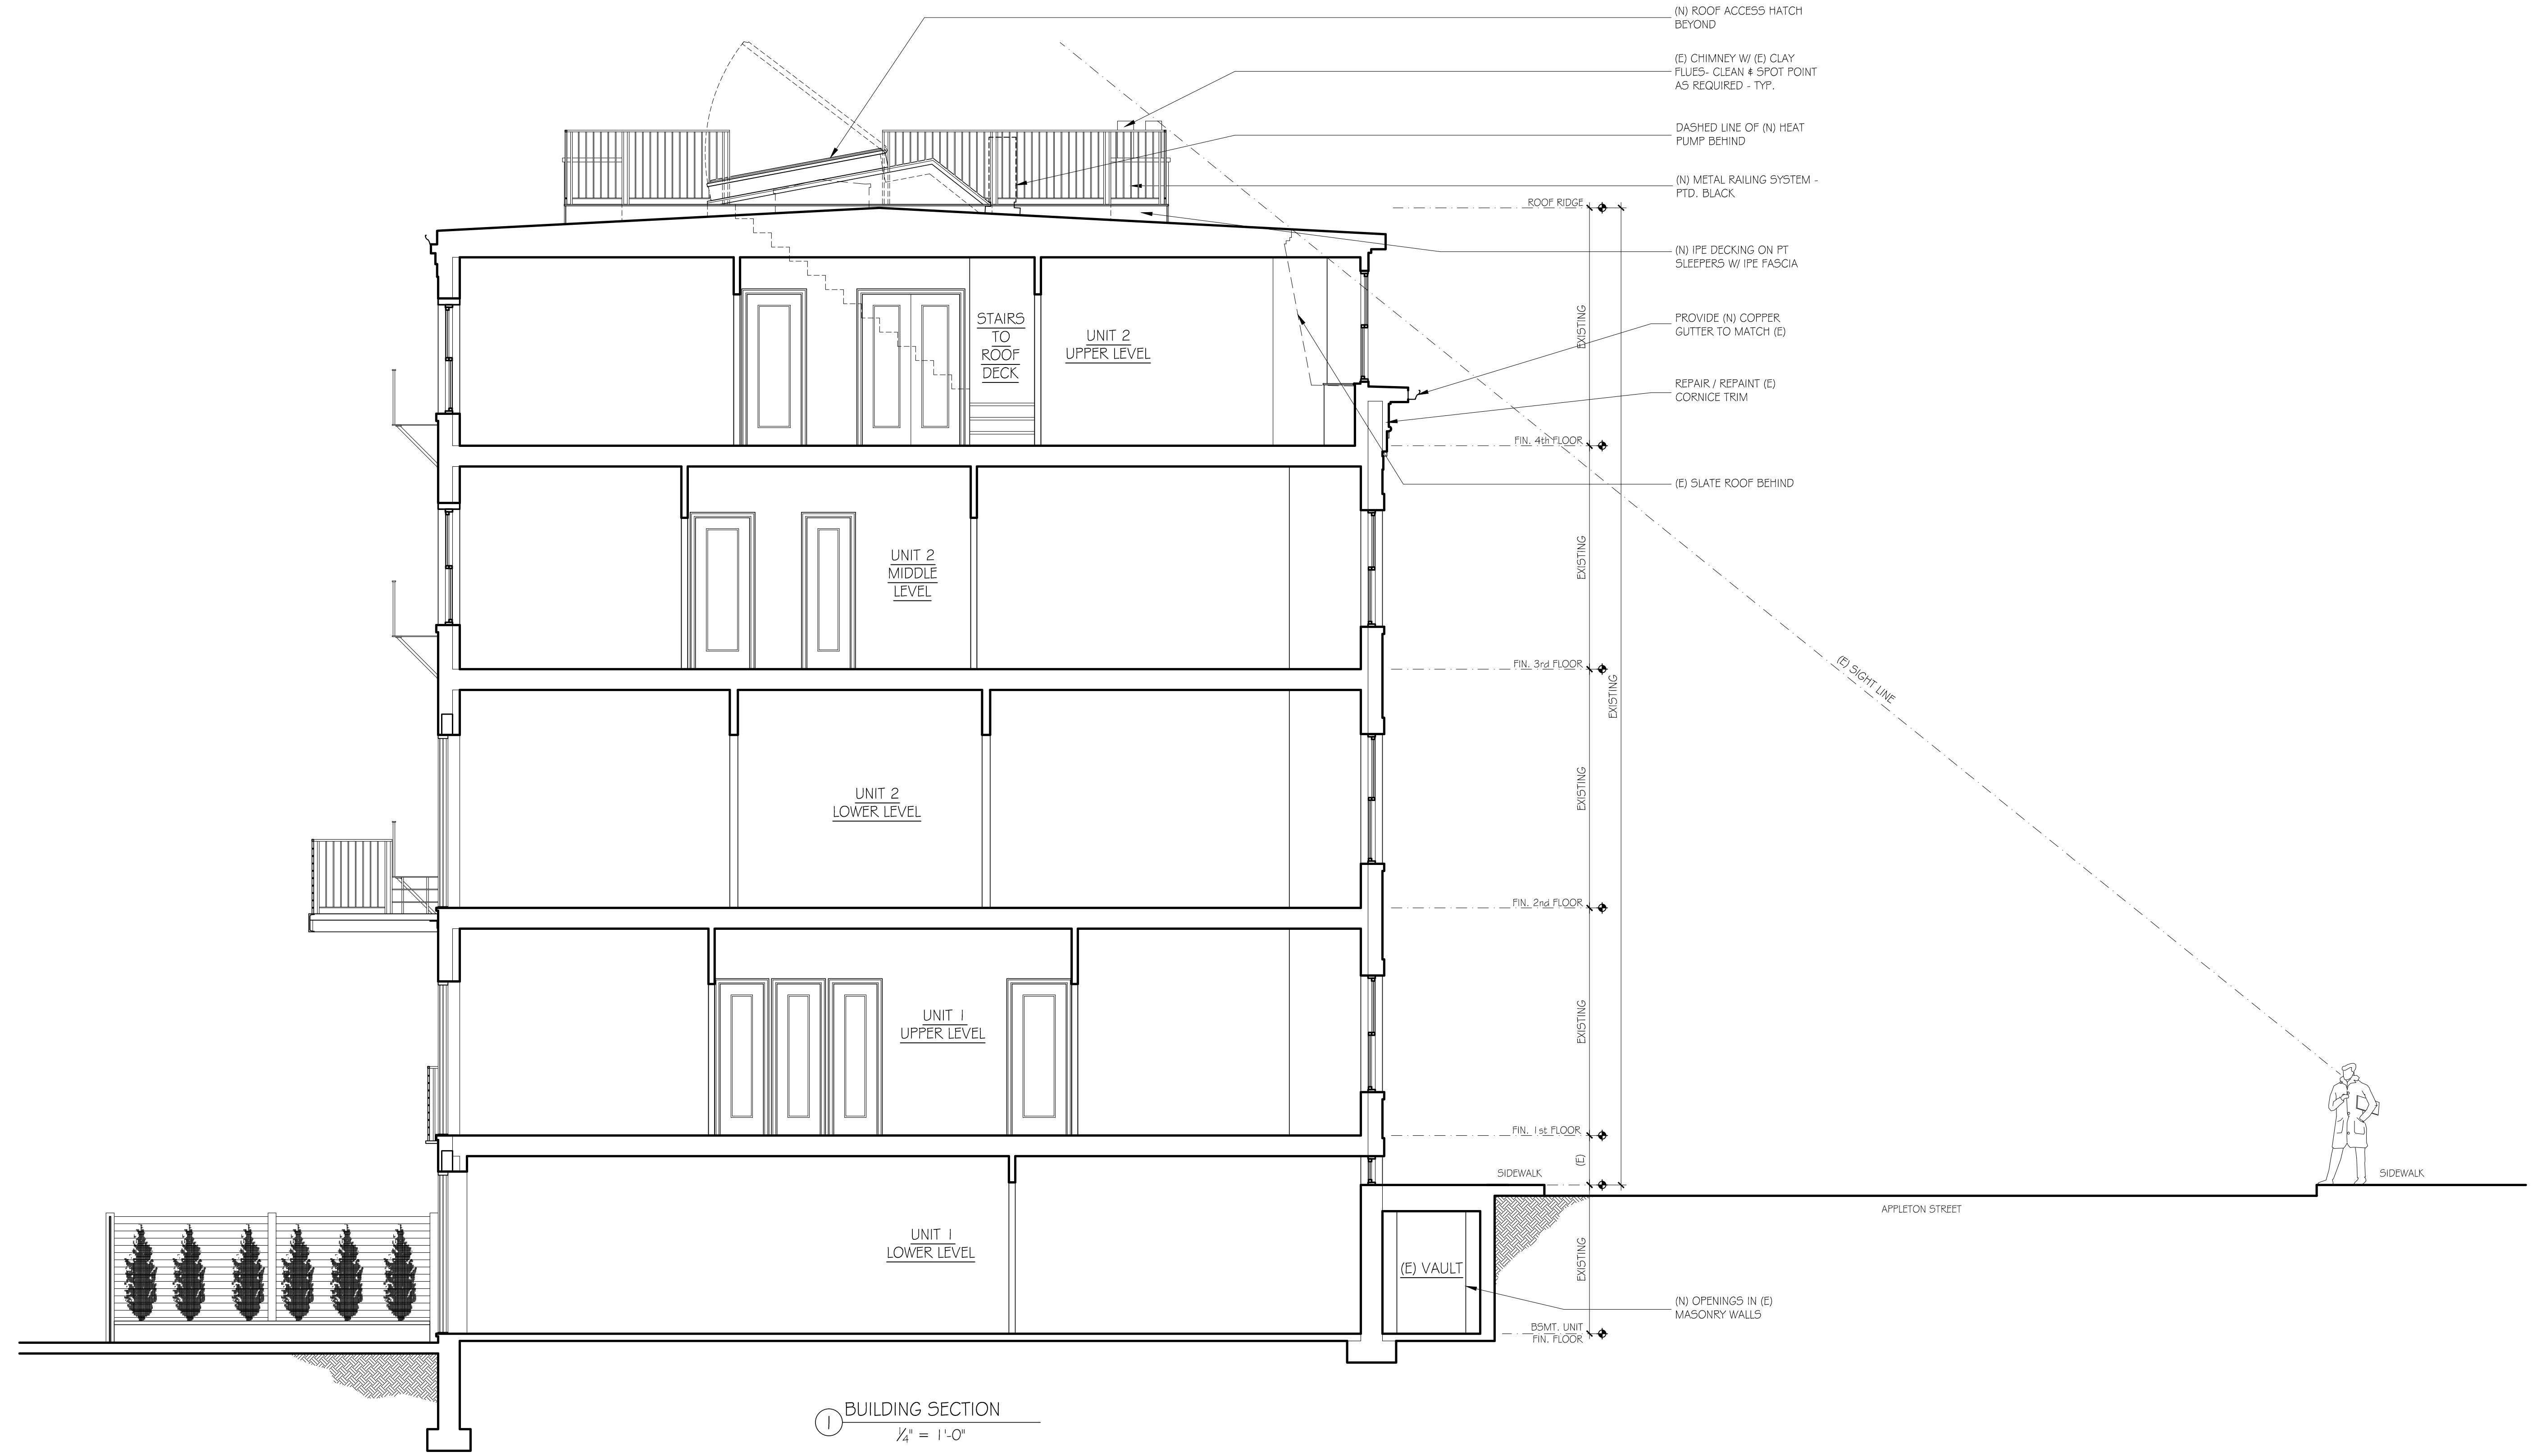 (N) ROOF ACCESS HATCH
BEYOND
(E) CHIMNEY W/ (E) CLAY
FLUES- CLEAN & SPOT POINT
AS REQUIRED - TYP.
DASHED LINE OF (N) HEAT
PUMP BEHIND
(N) METAL RAILING SYSTEM -
PTD. BLACK
ROOF RIDGE
(N) IPE DECKING ON PT
SLEEPERS W/ IPE FASCIA
PROVIDE (N) COPPER
GUTTER TO MATCH (E)
REPAIR / REPAINT (E)
CORNICE TRIM
(E) SLATE ROOF BEHIND
STAIRS
TO
ROOF
DECK
UNIT 2
UPPER LEVEL
EXISTING
FIN. 4th FLOOR
UNIT 2
MIDDLE
LEVEL
EXISTING
FIN. 3rd FLOOR
EXISTING
(E) SIGHT LINE
UNIT 2
LOWER LEVEL
EXISTING
FIN. 2nd FLOOR
UNIT 1
UPPER LEVEL
EXISTING
FIN. 1st FLOOR
(E)
SIDEWALK
SIDEWALK
APPLETON STREET
UNIT 1
LOWER LEVEL
(E) VAULT
EXISTING
(N) OPENINGS IN (E)
MASONRY WALLS
BSMT. UNIT
FIN. FLOOR
1
BUILDING SECTION
1/4" = 1'-0"